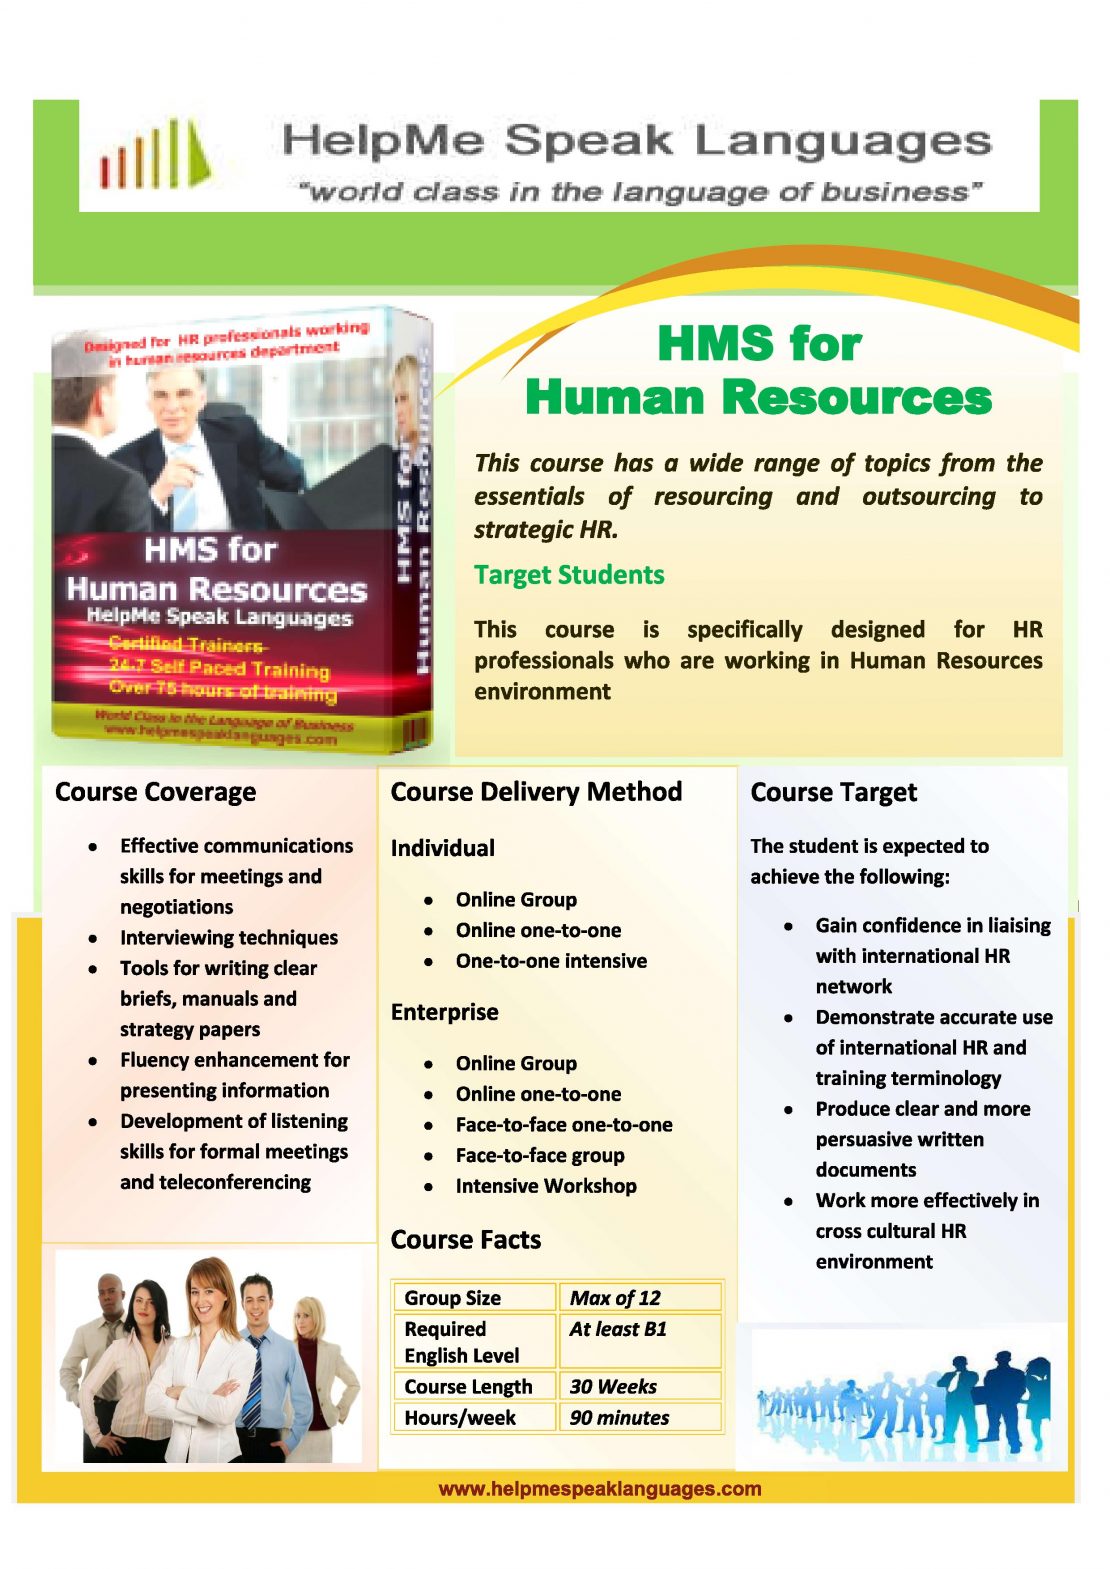 HelpMe Speak Languages
"world class in the language of business"
Designed for HR professionals working
in human resources department
HMS for
Human Resources
HelpMe Speak Languages
Certified Trainers
24-7 Self Paced Training
Over 75 hours of training
World Class in the Language of Business
www.helpmespeaklanguages.com
HMS for
Human Resources
HMS for
Human Resources
This course has a wide range of topics from the
essentials of resourcing and outsourcing to
strategic HR.
Target Students
This course is specifically designed for HR
professionals who are working in Human Resources
environment
Course Coverage
• Effective communications
skills for meetings and
negotiations
• Interviewing techniques
• Tools for writing clear
briefs, manuals and
strategy papers
• Fluency enhancement for
presenting information
• Development of listening
skills for formal meetings
and teleconferencing
Course Delivery Method
Individual
• Online Group
• Online one-to-one
• One-to-one intensive
Enterprise
• Online Group
• Online one-to-one
• Face-to-face one-to-one
• Face-to-face group
• Intensive Workshop
Course Facts
Group Size Max of 12
Required At least B1
English Level
Course Length 30 Weeks
Hours/week 90 minutes
Course Target
The student is expected to
achieve the following:
• Gain confidence in liaising
with international HR
network
• Demonstrate accurate use
of international HR and
training terminology
• Produce clear and more
persuasive written
documents
• Work more effectively in
cross cultural HR
environment
www.helpmespeaklanguages.com